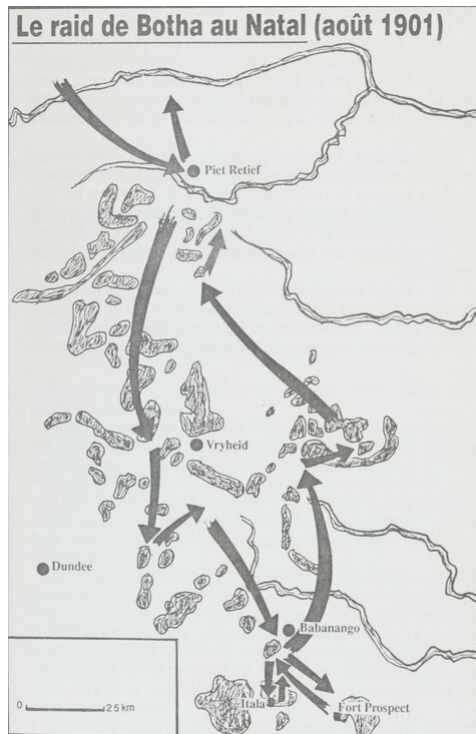 Le raid de Botha au Natal (août 1901)
Piet Retief
Vryheid
Dundee
Babanango
Itala
Fort Prospect
0 25 km